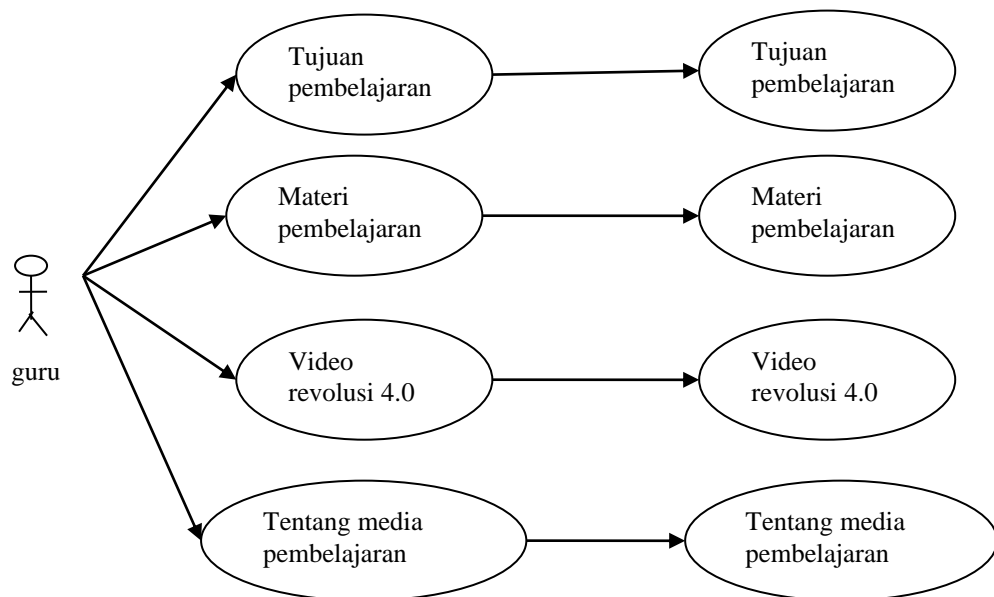 Tujuan
pembelajaran
Tujuan
pembelajaran
Materi
pembelajaran
Materi
pembelajaran
guru
Video
revolusi 4.0
Video
revolusi 4.0
Tentang media
pembelajaran
Tentang media
pembelajaran